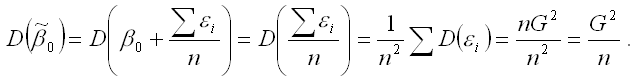 D(β̃₀) = D(β₀ + ∑εᵢ/n) = D(∑εᵢ/n) = 1/n² ∑D(εᵢ) = nG²/n² = G²/n .